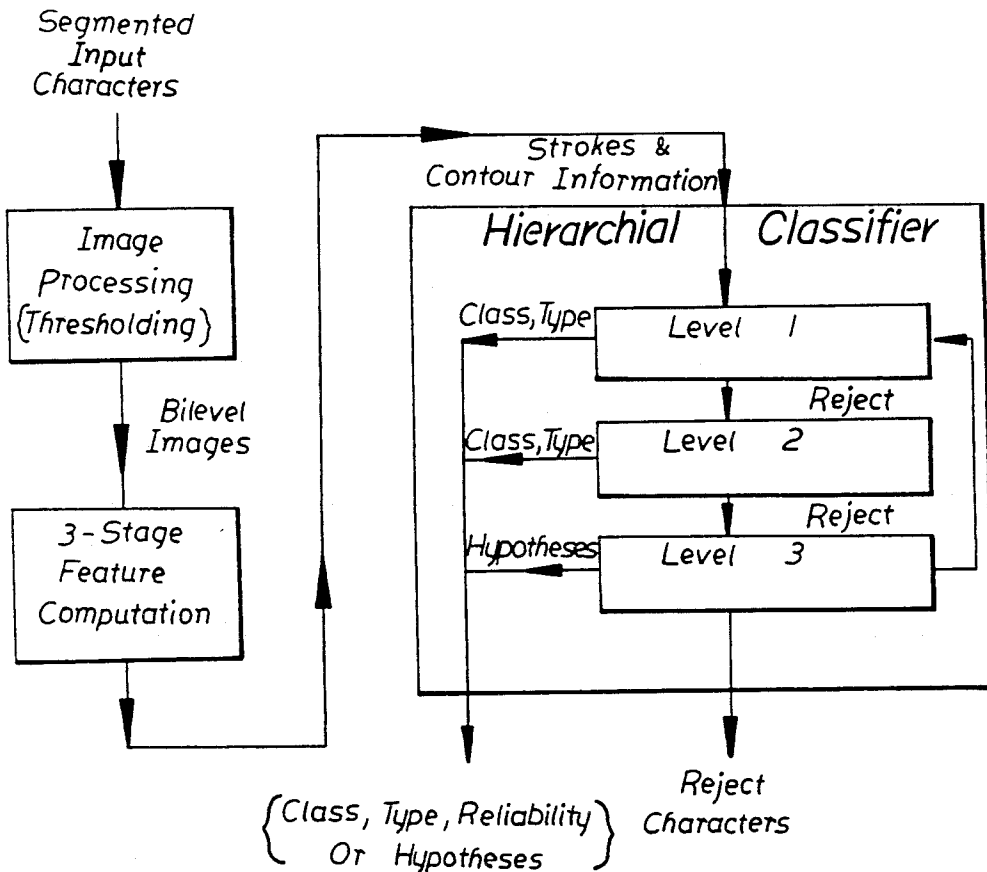 Segmented
Input
Characters
Image
Processing
(Thresholding)
Bilevel
Images
3-Stage
Feature
Computation
Strokes &
Contour Information
Hierarchial Classifier
Class,Type
Level 1
Reject
Class,Type
Level 2
Reject
Hypotheses
Level 3
{Class, Type, Reliability
Or Hypotheses}
Reject
Characters